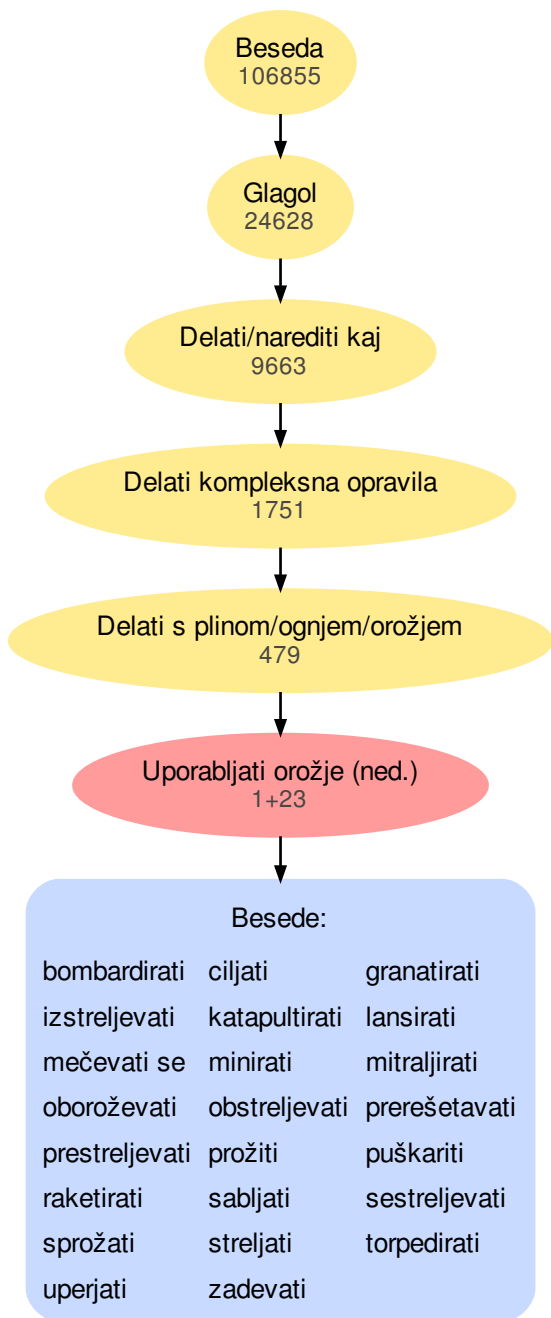 Beseda
106855
Glagol
24628
Delati/narediti kaj
9663
Delati kompleksna opravila
1751
Delati s plinom/ognjem/orožjem
479
Uporabljati orožje (ned.)
1+23
Besede:
bombardirati ciljati granatirati
izstreljevati katapultirati lansirati
mečevati se minirati mitraljirati
oboroževati obstreljevati prerešetavati
prestreljevati prožiti puškariti
raketirati sabljati sestreljevati
sprožati streljati torpedirati
uperjati zadevati